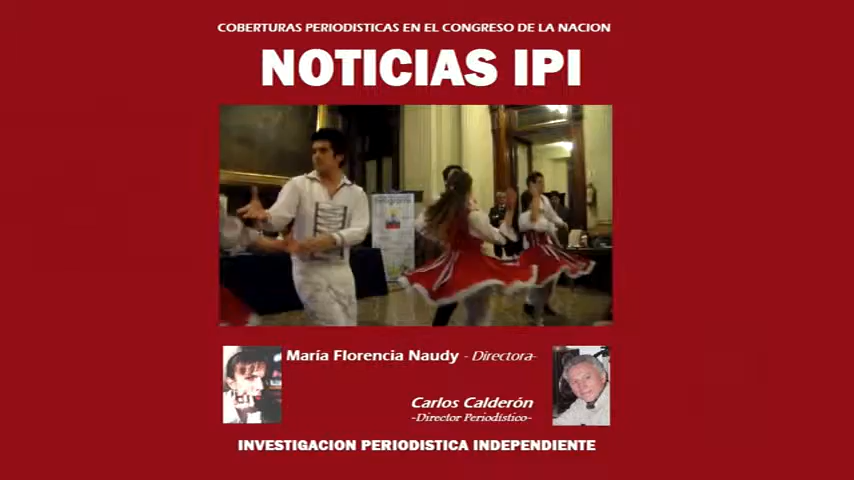 COBERTURAS PERIODISTICAS EN EL CONGRESO DE LA NACION
NOTICIAS IPI
María Florencia Naudy - Directora-
Carlos Calderón
-Director Periodístico-
INVESTIGACION PERIODISTICA INDEPENDIENTE